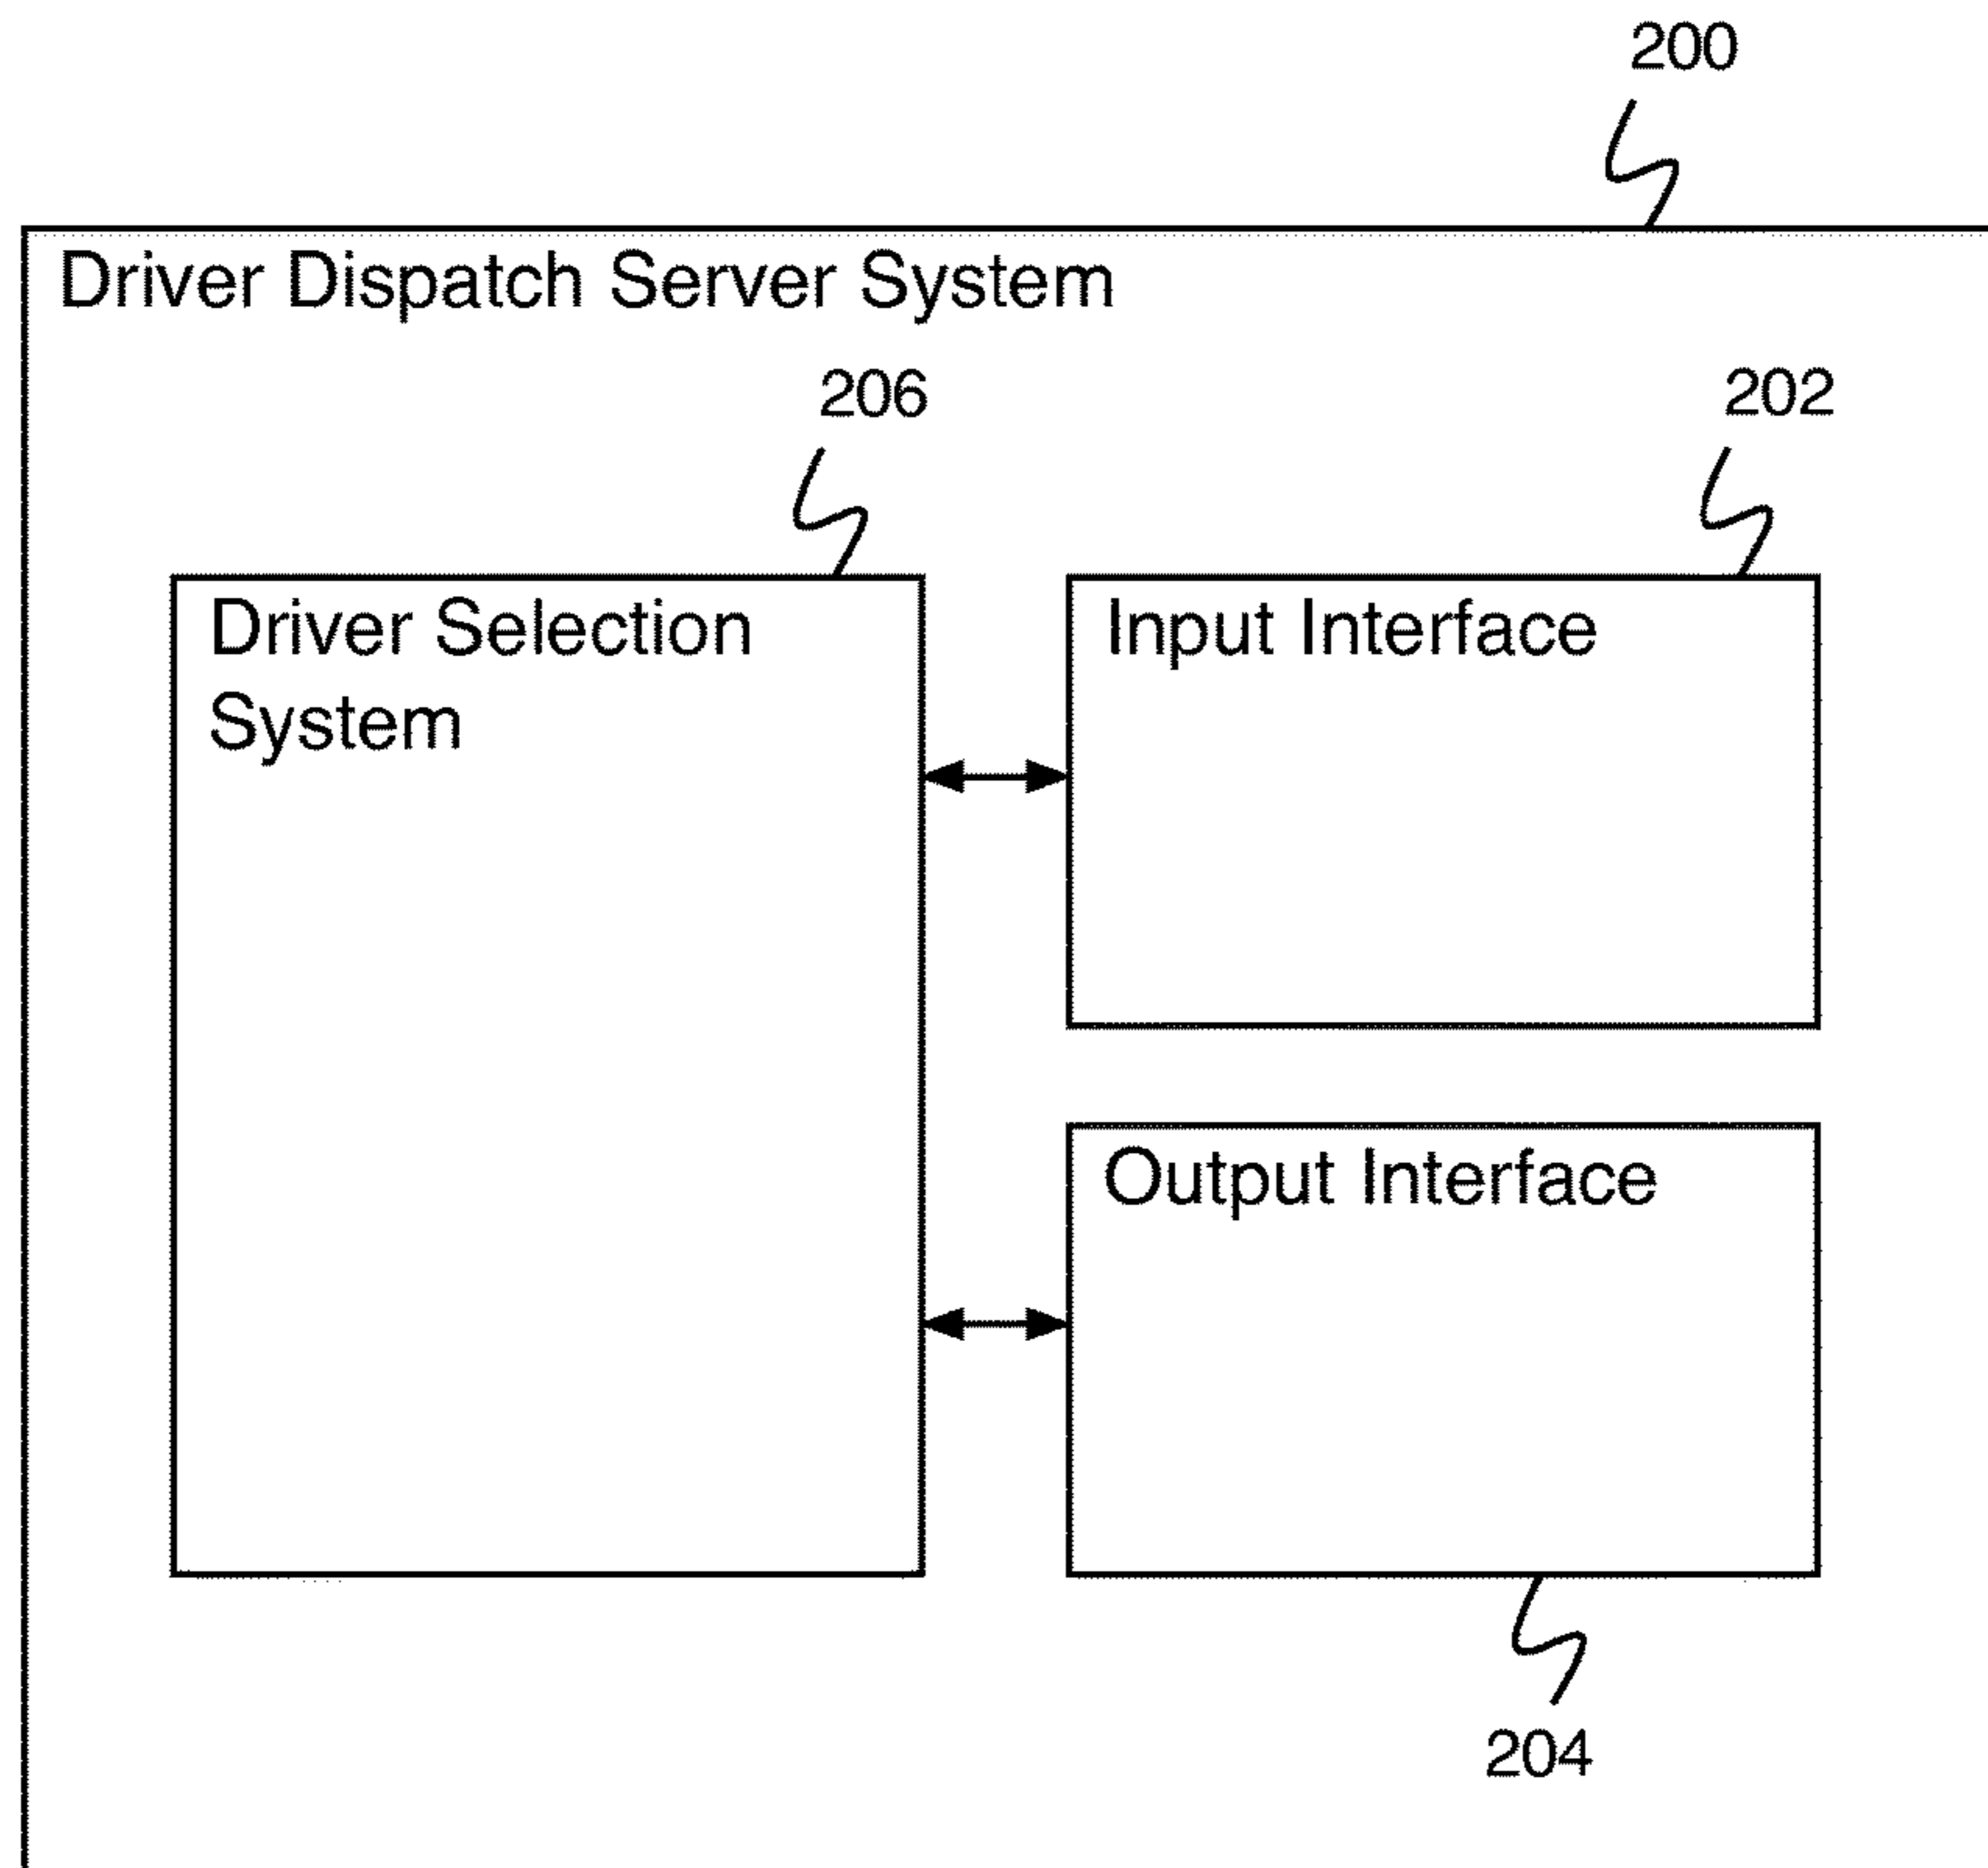 200
Driver Dispatch Server System
206
202
Driver Selection
System
Input Interface
Output Interface
204